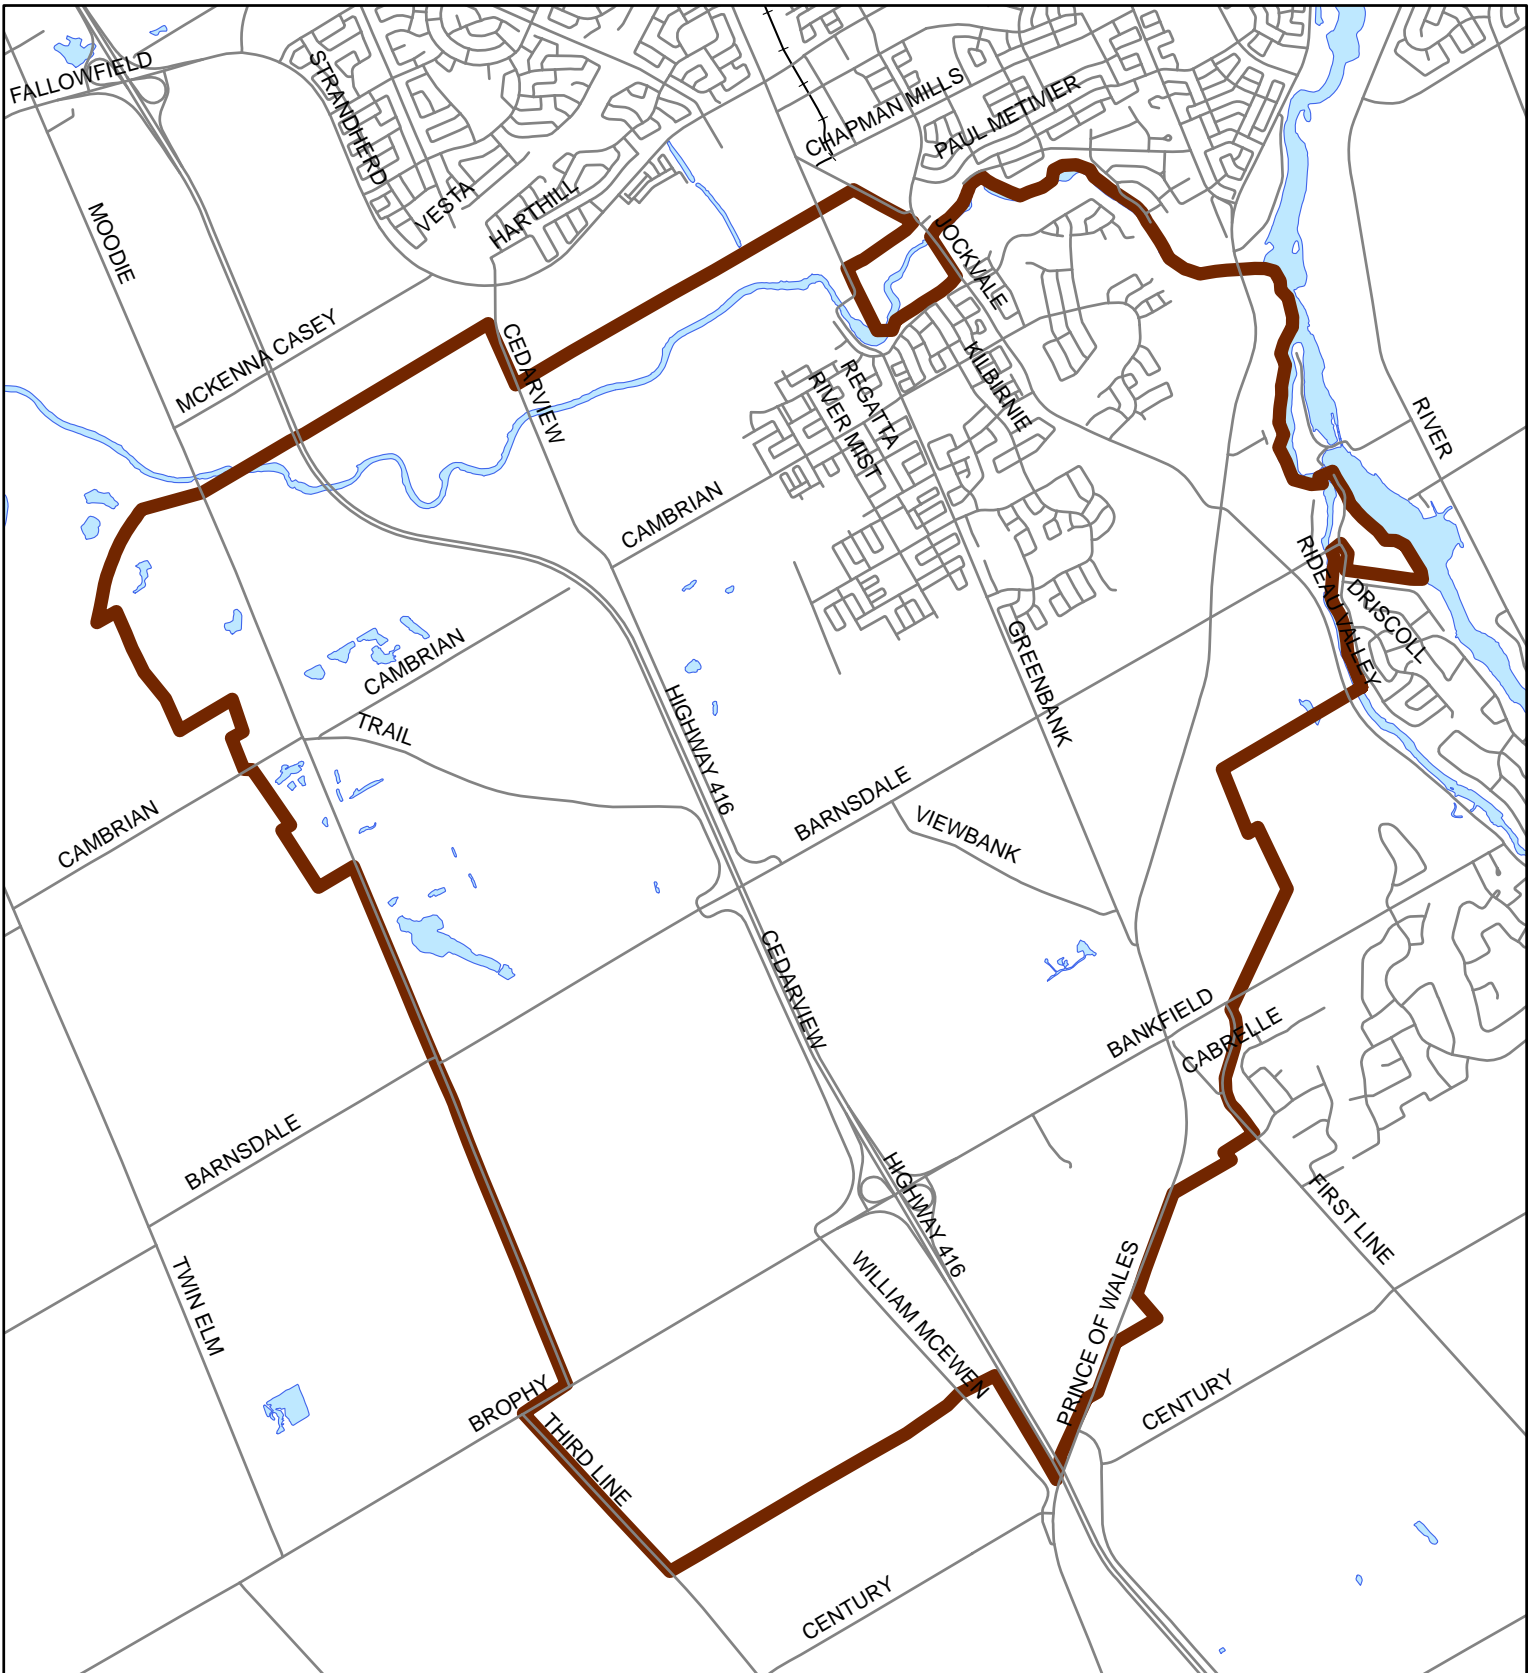 FALLOWFIELD
STRANDHERD
CHAPMAN MILLS
PAUL METIVIER
VESTA
HARTHILL
MOODIE
JOCKVALE
MCKENNA CASEY
CEDARVIEW
REGATTA
RIVER MIST
KILBIRNIE
RIVER
CAMBRIAN
RIDEAU VALLEY
DRISCOLL
CAMBRIAN
GREENBANK
TRAIL
HIGHWAY 416
BARNSDALE
VIEWBANK
CAMBRIAN
CEDARVIEW
BANKFIELD
CABRELLE
BARNSDALE
HIGHWAY 416
FIRST LINE
TWIN ELM
WILLIAM MCEWEN
PRINCE OF WALES
BROPHY
THIRD LINE
CENTURY
CENTURY